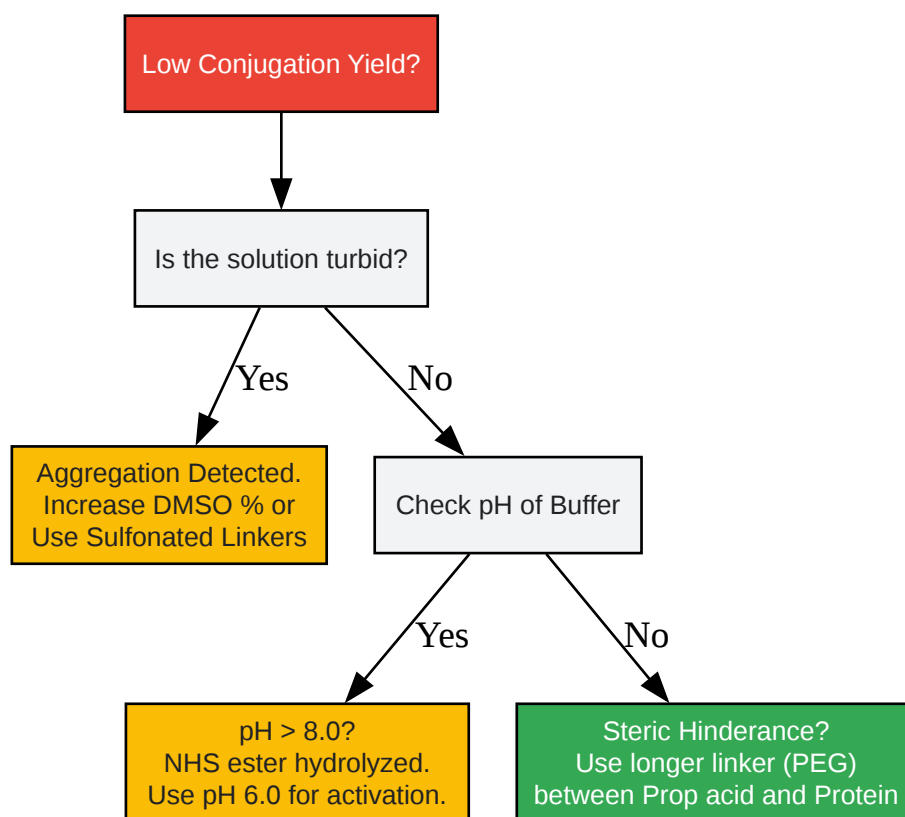 Low Conjugation Yield?
Is the solution turbid?
Yes
No
Aggregation Detected.
Increase DMSO % or
Use Sulfonated Linkers
Check pH of Buffer
Yes
No
pH > 8.0?
NHS ester hydrolyzed.
Use pH 6.0 for activation.
Steric Hinderance?
Use longer linker (PEG)
between Prop acid and Protein